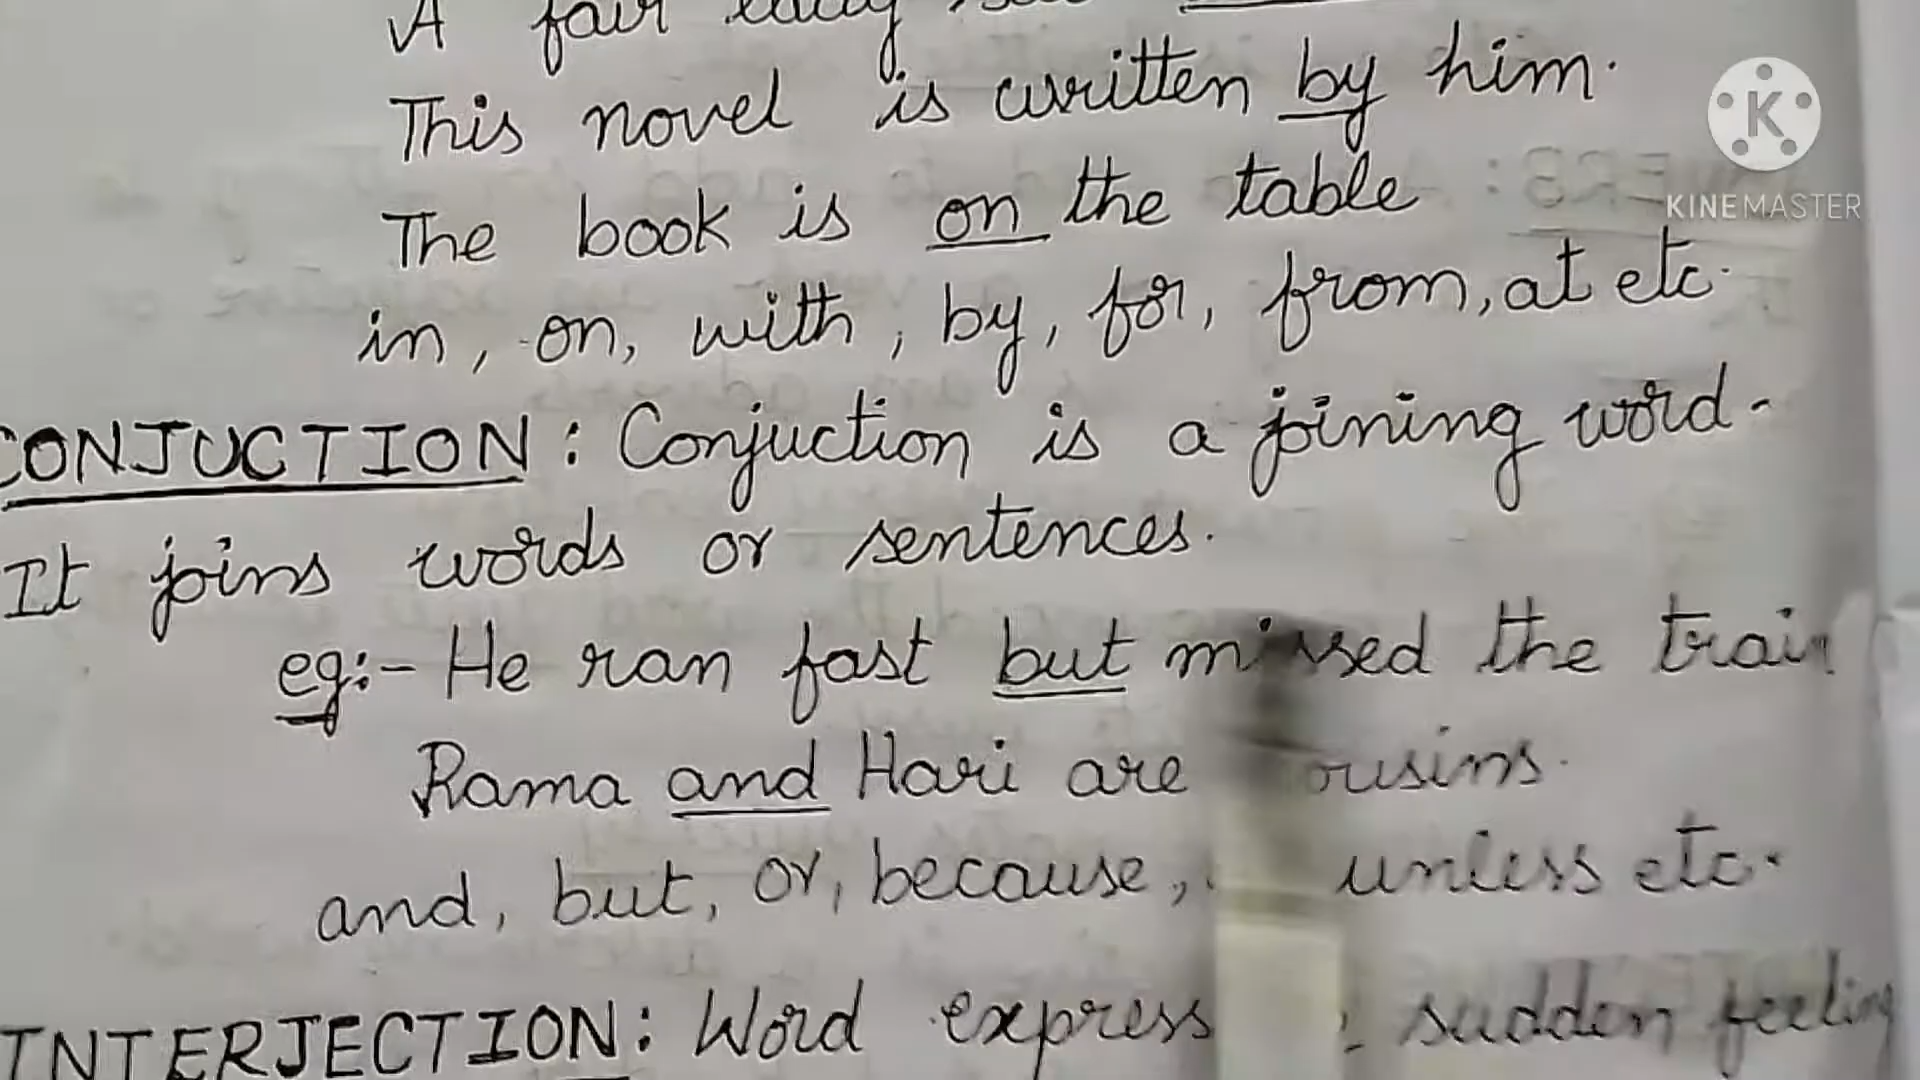 A fair lady
This novel is written by him.
The book is on the table
in, on, with, by, for, from, at etc.
CONJUCTION: Conjuction is a joining word.
It joins words or sentences.
eg:- He ran fast but missed the train
Rama and Hari are
and, but, or, because, unless etc.
INTERJECTION: Word sudden feeling
K
KINEMASTER